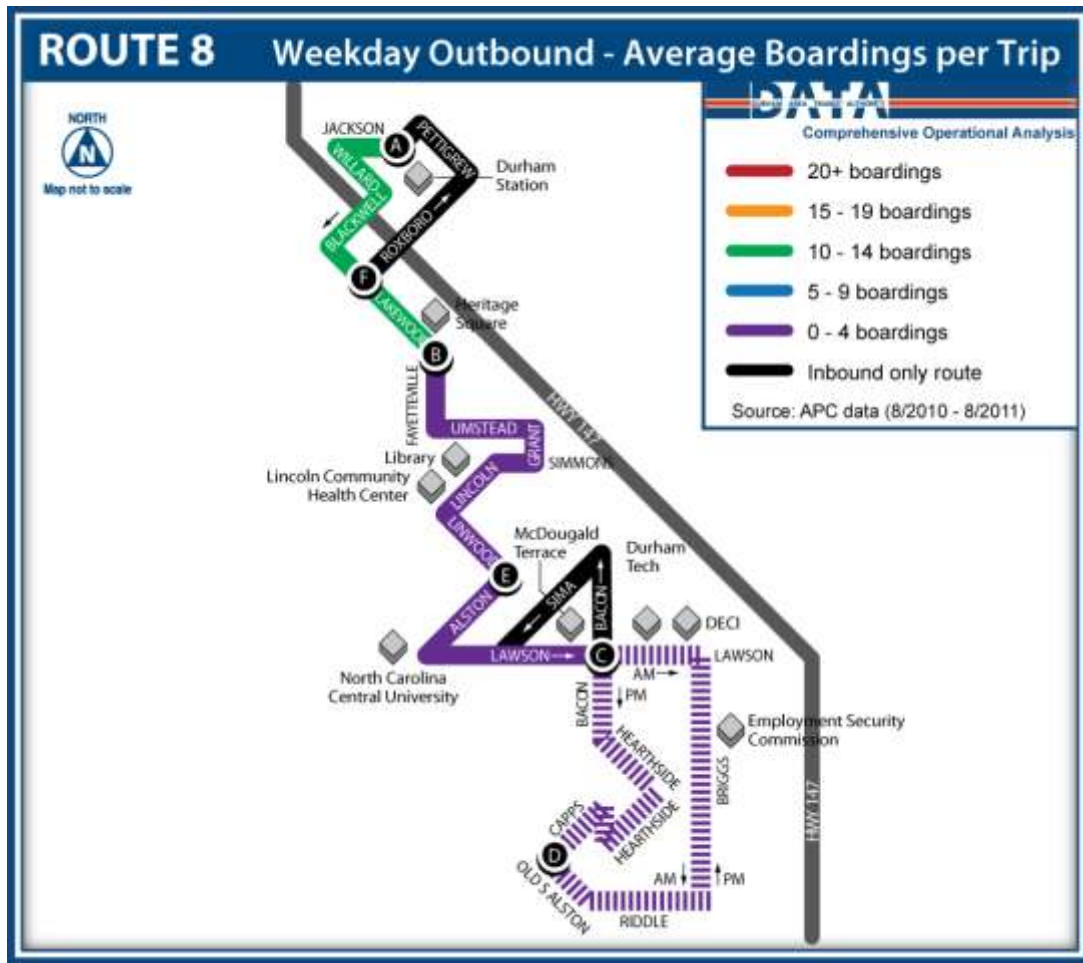 ROUTE 8 Weekday Outbound - Average Boardings per Trip
NORTH
N
Map not to scale
DATA
DURHAM AREA TRANSIT AUTHORITY
Comprehensive Operational Analysis
20+ boardings
15 - 19 boardings
10 - 14 boardings
5 - 9 boardings
0 - 4 boardings
Inbound only route
Source: APC data (8/2010 - 8/2011)
JACKSON
A
PETTIGREW
WILLARD
Durham
Station
BLACKWELL
ROXBORO
F
LAKEWOOD
Heritage
Square
B
FAYETTEVILLE
HWY 147
UMSTEAD
GRANT
Library
SIMMONS
Lincoln Community
Health Center
LINCOLN
LINWOOD
McDougald
Terrace
Durham
Tech
E
SIMA
ALSTON
BACON
DECI
LAWSON
C
LAWSON
North Carolina
Central University
AM
PM
BACON
Employment Security
Commission
HEARTHSIDE
BRIGGS
HWY 147
CAPPS
HEARTHSIDE
D
OLD S ALSTON
AM
PM
RIDDLE